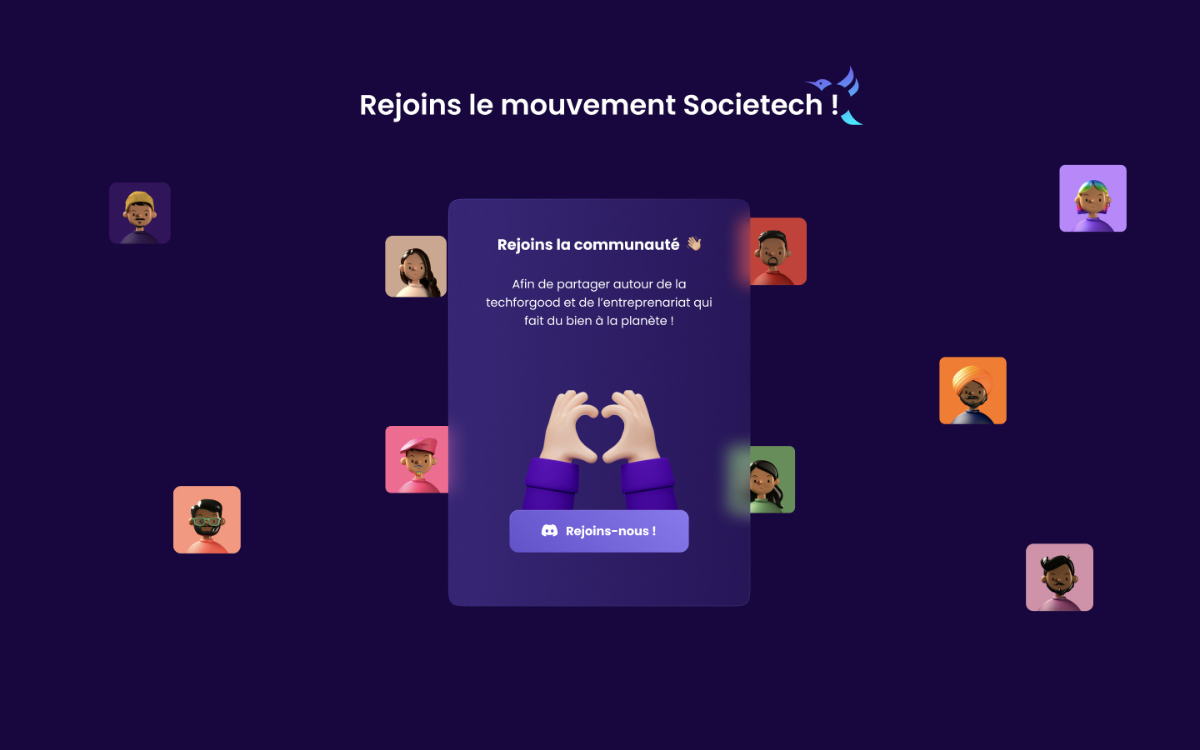 Rejoins le mouvement Societech !
Rejoins la communauté 👋🏼
Afin de partager autour de la
techforgood et de l'entreprenariat qui
fait du bien à la planète !
Rejoins-nous !